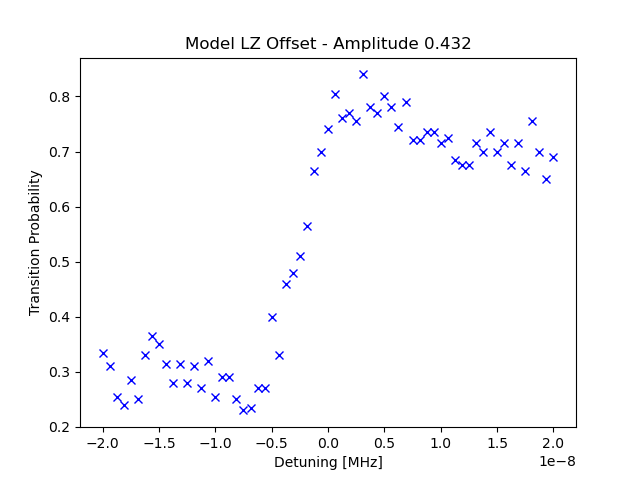 Model LZ Offset - Amplitude 0.432
Transition Probability
0.8
0.7
0.6
0.5
0.4
0.3
0.2
−2.0 −1.5 −1.0 −0.5 0.0 0.5 1.0 1.5 2.0
Detuning [MHz]
1e−8